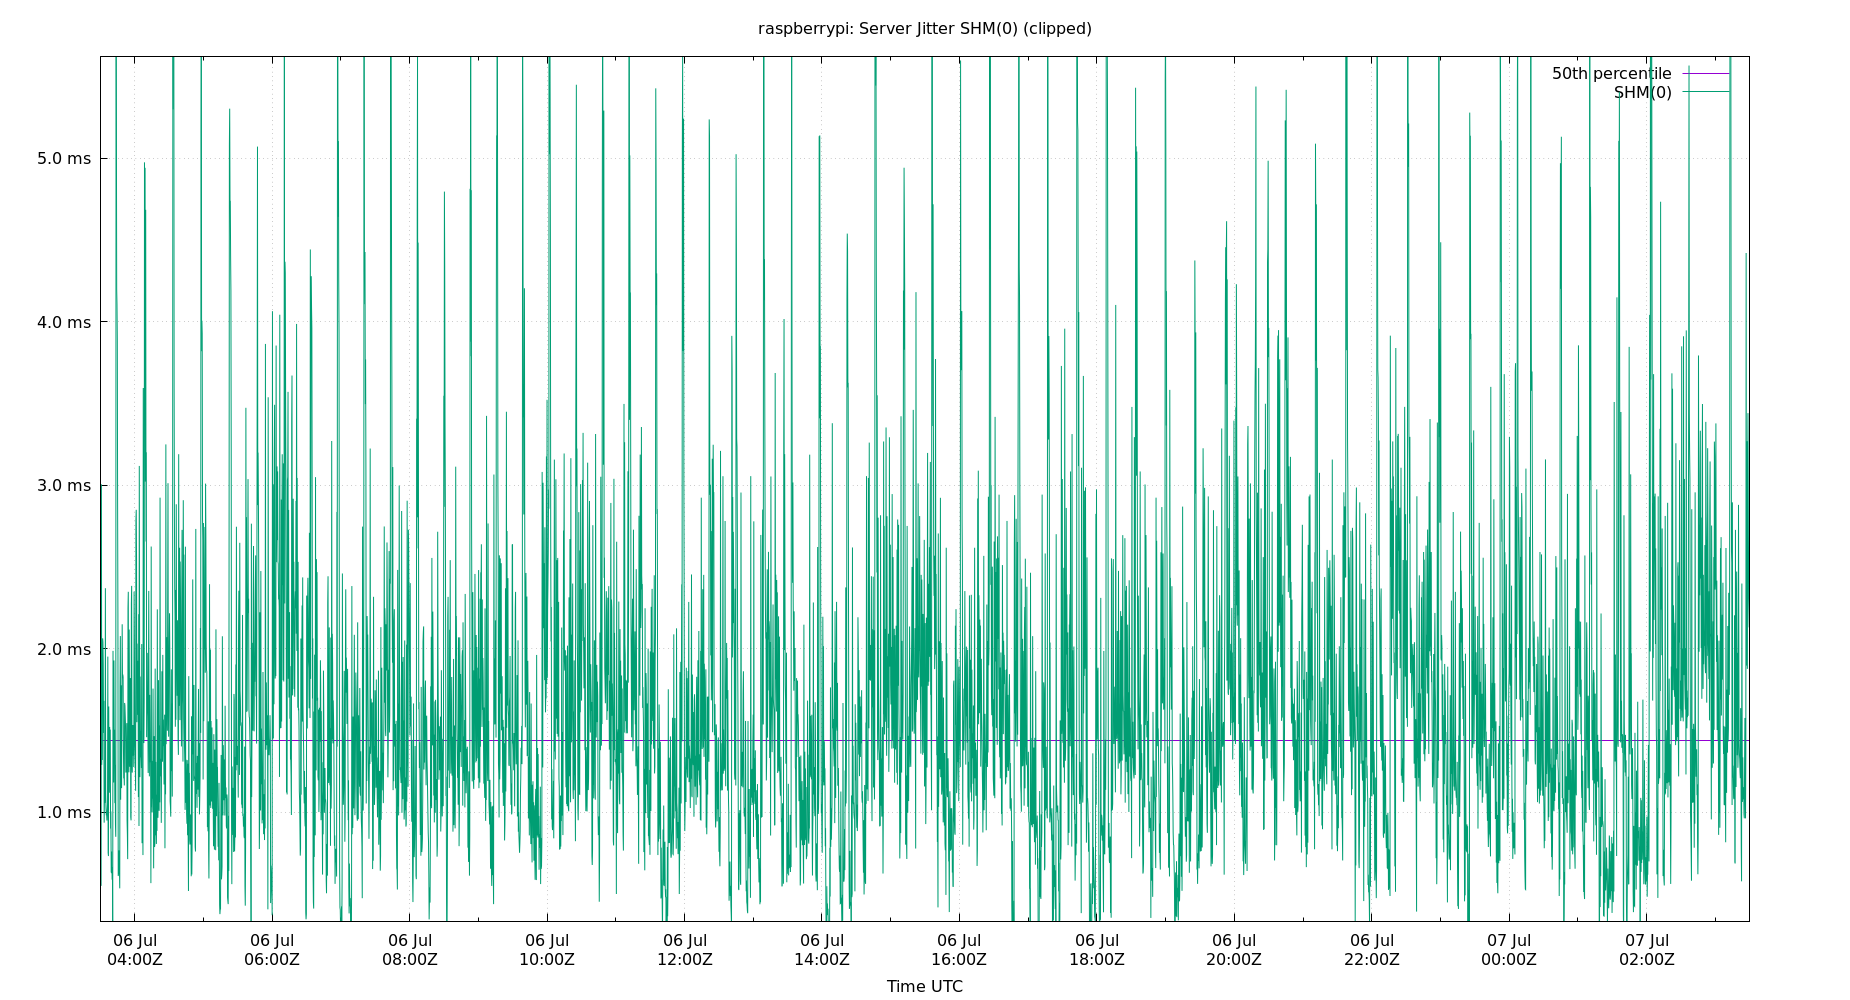 raspberrypi: Server Jitter SHM(0) (clipped)
50th percentile
SHM(0)
5.0 ms
4.0 ms
3.0 ms
2.0 ms
1.0 ms
06 Jul 06 Jul 06 Jul 06 Jul 06 Jul 06 Jul 06 Jul 06 Jul 06 Jul 06 Jul 07 Jul 07 Jul
04:00Z 06:00Z 08:00Z 10:00Z 12:00Z 14:00Z 16:00Z 18:00Z 20:00Z 22:00Z 00:00Z 02:00Z
Time UTC